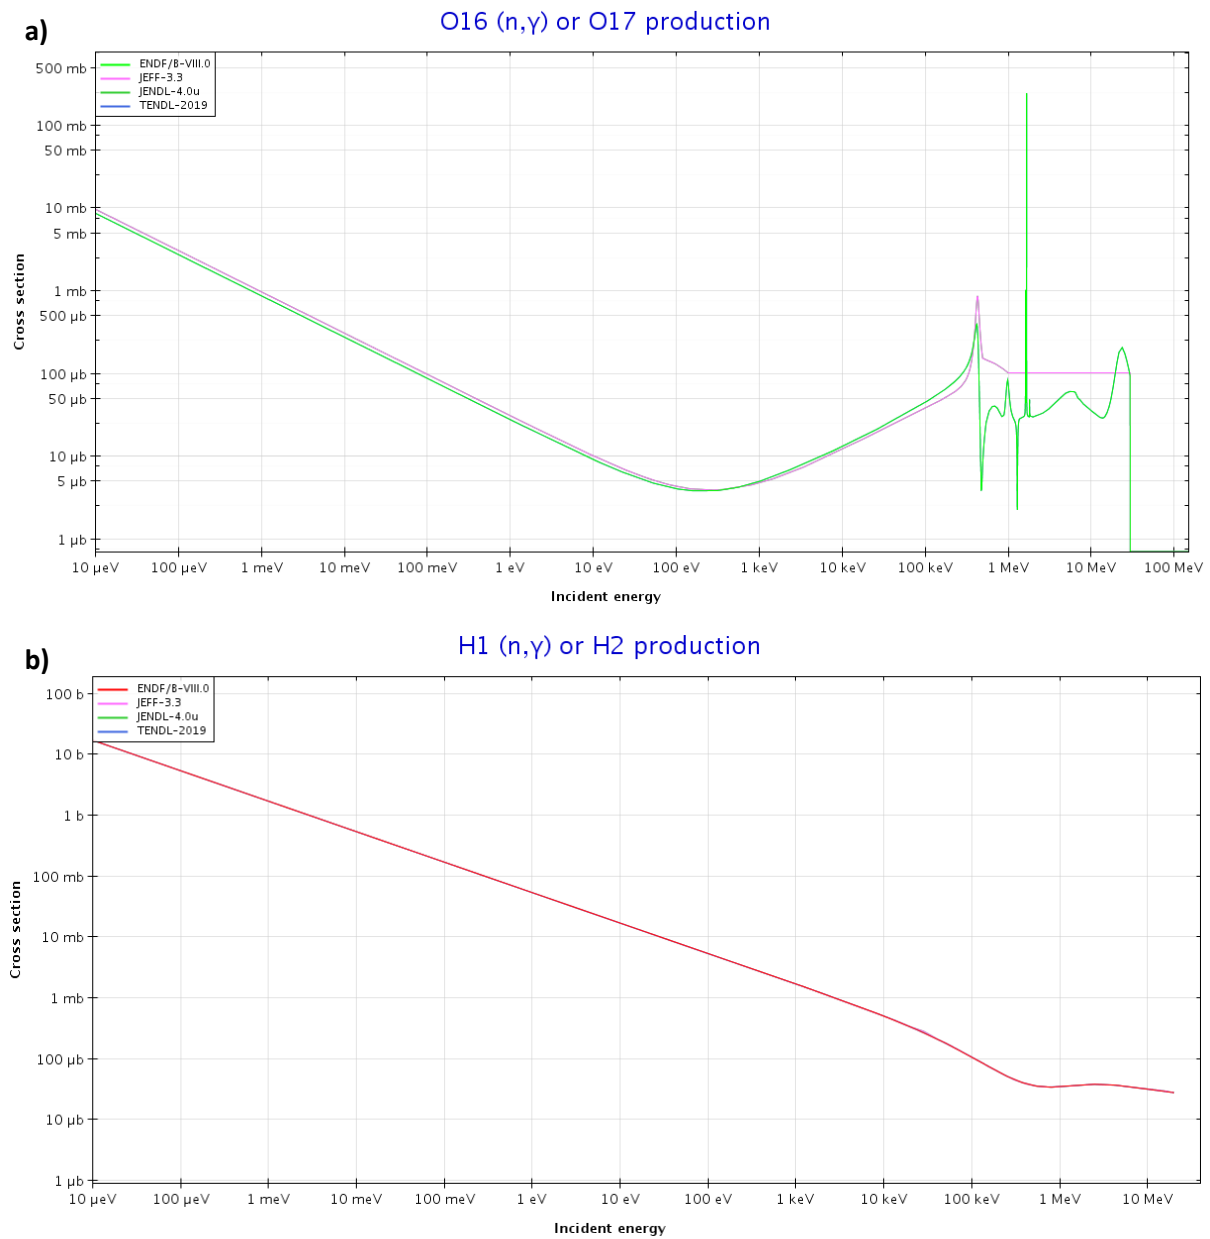 a)
O16 (n,γ) or O17 production
ENDF/B-VIII.0
JEFF-3.3
JENDL-4.0u
TENDL-2019
500 mb
100 mb
50 mb
10 mb
5 mb
1 mb
500 µb
100 µb
50 µb
10 µb
5 µb
1 µb
Cross section
10 µeV 100 µeV 1 meV 10 meV 100 meV 1 eV 10 eV 100 eV 1 keV 10 keV 100 keV 1 MeV 10 MeV 100 MeV
Incident energy
b)
H1 (n,γ) or H2 production
ENDF/B-VIII.0
JEFF-3.3
JENDL-4.0u
TENDL-2019
100 b
10 b
1 b
100 mb
10 mb
1 mb
100 µb
10 µb
1 µb
Cross section
10 µeV 100 µeV 1 meV 10 meV 100 meV 1 eV 10 eV 100 eV 1 keV 10 keV 100 keV 1 MeV 10 MeV
Incident energy